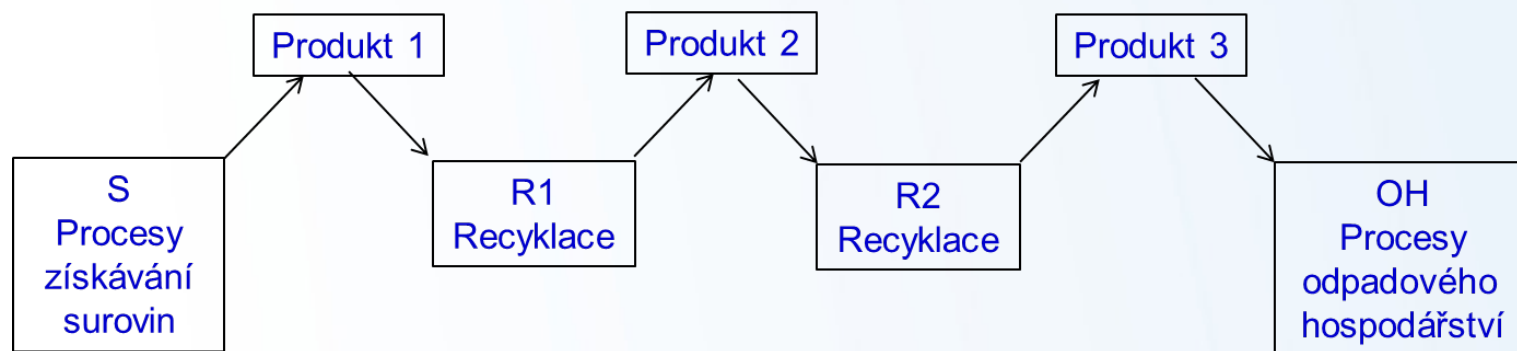 Produkt 1
Produkt 2
Produkt 3
S
Procesy
získávání
surovin
R1
Recyklace
R2
Recyklace
OH
Procesy
odpadového
hospodářství